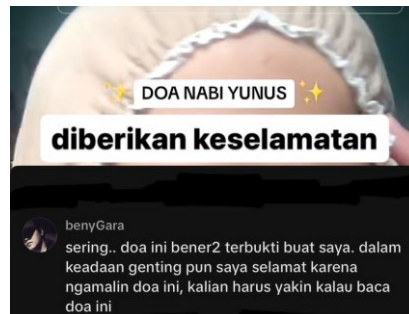 DOA NABI YUNUS
diberikan keselamatan
benyGara
sering.. doa ini bener2 terbukti buat saya. dalam
keadaan genting pun saya selamat karena
ngamalin doa ini, kalian harus yakin kalau baca
doa ini